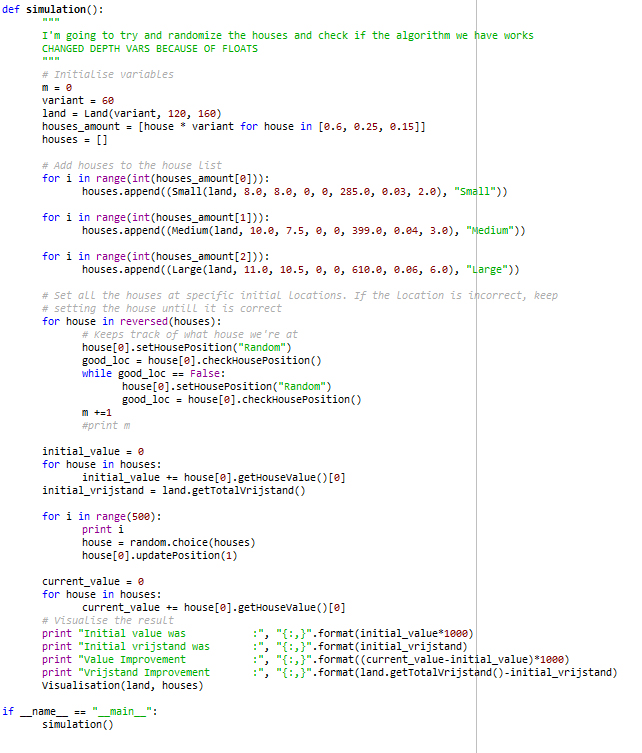 def simulation():
"""
I'm going to try and randomize the houses and check if the algorithm we have works
CHANGED DEPTH VARS BECAUSE OF FLOATS
"""
# Initialise variables
m = 0
variant = 60
land = Land(variant, 120, 160)
houses_amount = [house * variant for house in [0.6, 0.25, 0.15]]
houses = []
# Add houses to the house list
for i in range(int(houses_amount[0])):
houses.append((Small(land, 8.0, 8.0, 0, 0, 285.0, 0.03, 2.0), "Small"))
for i in range(int(houses_amount[1])):
houses.append((Medium(land, 10.0, 7.5, 0, 0, 399.0, 0.04, 3.0), "Medium"))
for i in range(int(houses_amount[2])):
houses.append((Large(land, 11.0, 10.5, 0, 0, 610.0, 0.06, 6.0), "Large"))
# Set all the houses at specific initial locations. If the location is incorrect, keep
# setting the house untill it is correct
for house in reversed(houses):
# Keeps track of what house we're at
house[0].setHousePosition("Random")
good_loc = house[0].checkHousePosition()
while good_loc == False:
house[0].setHousePosition("Random")
good_loc = house[0].checkHousePosition()
m +=1
#print m
initial_value = 0
for house in houses:
initial_value += house[0].getHouseValue()[0]
initial_vrijstand = land.getTotalVrijstand()
for i in range(500):
print i
house = random.choice(houses)
house[0].updatePosition(1)
current_value = 0
for house in houses:
current_value += house[0].getHouseValue()[0]
# Visualise the result
print "Initial value was :", "{:,}".format(initial_value*1000)
print "Initial vrijstand was :", "{:,}".format(initial_vrijstand)
print "Value Improvement :", "{:,}".format((current_value-initial_value)*1000)
print "Vrijstand Improvement :", "{:,}".format(land.getTotalVrijstand()-initial_vrijstand)
Visualisation(land, houses)
if __name__ == "__main__":
simulation()